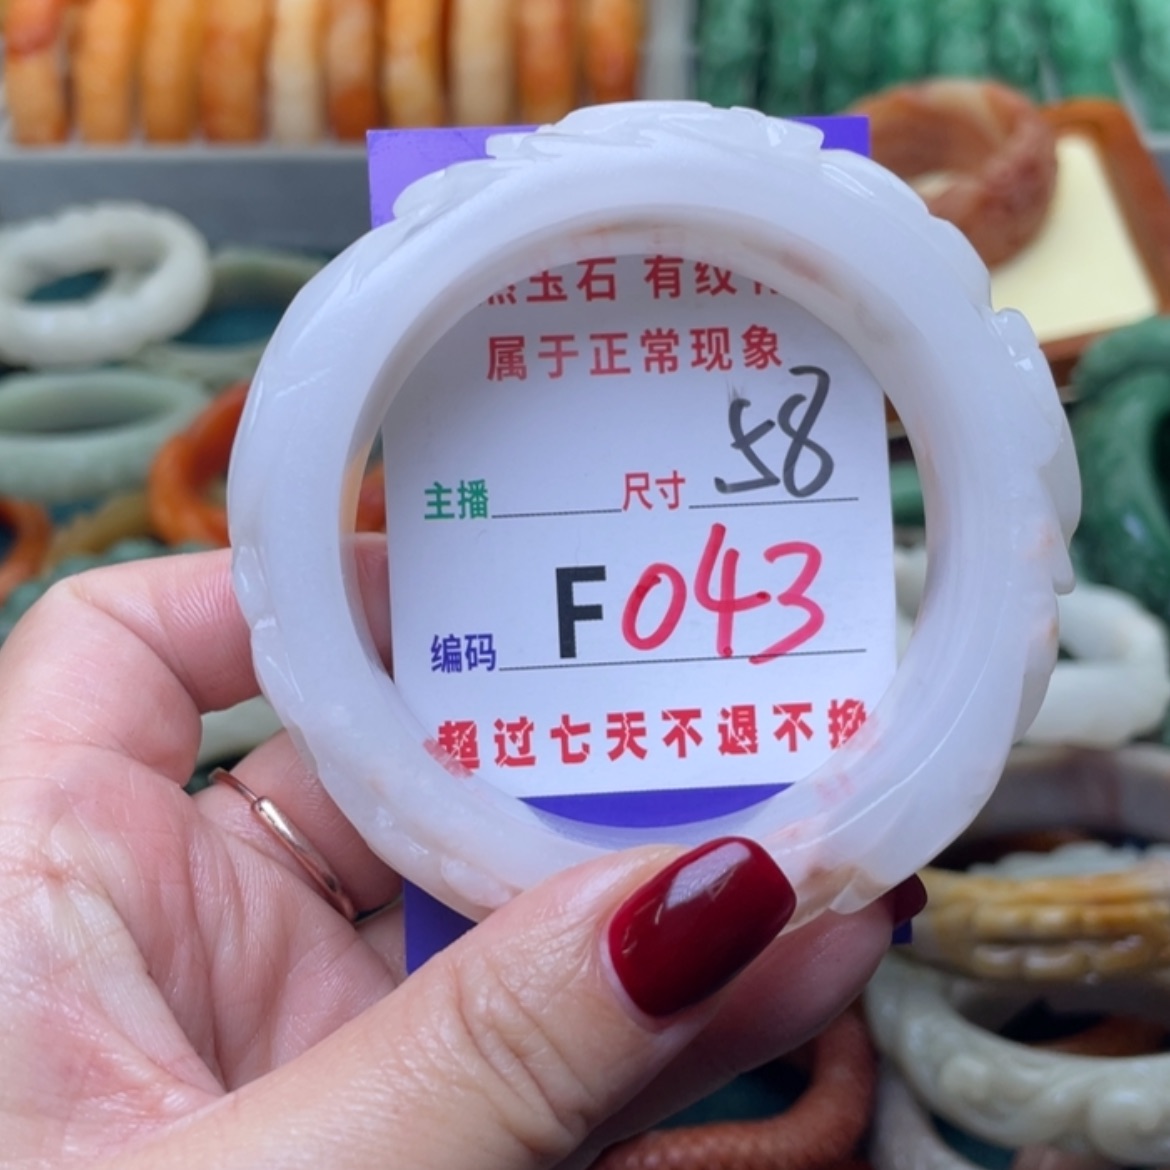 玉石 有纹
属于正常现象
主播 尺寸 58
编码 F043
超过七天不退不换